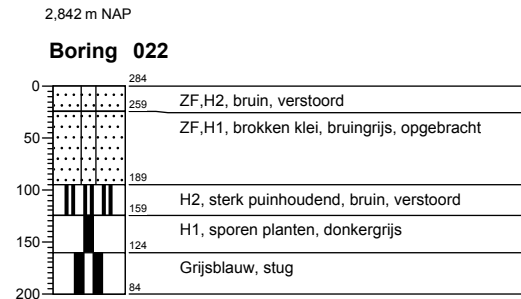 2,842 m NAP
Boring 022
0
284
ZF,H2, bruin, verstoord
259
ZF,H1, brokken klei, bruingrijs, opgebracht
50
189
100
H2, sterk puinhoudend, bruin, verstoord
159
H1, sporen planten, donkergrijs
150
124
Grijsblauw, stug
200
84